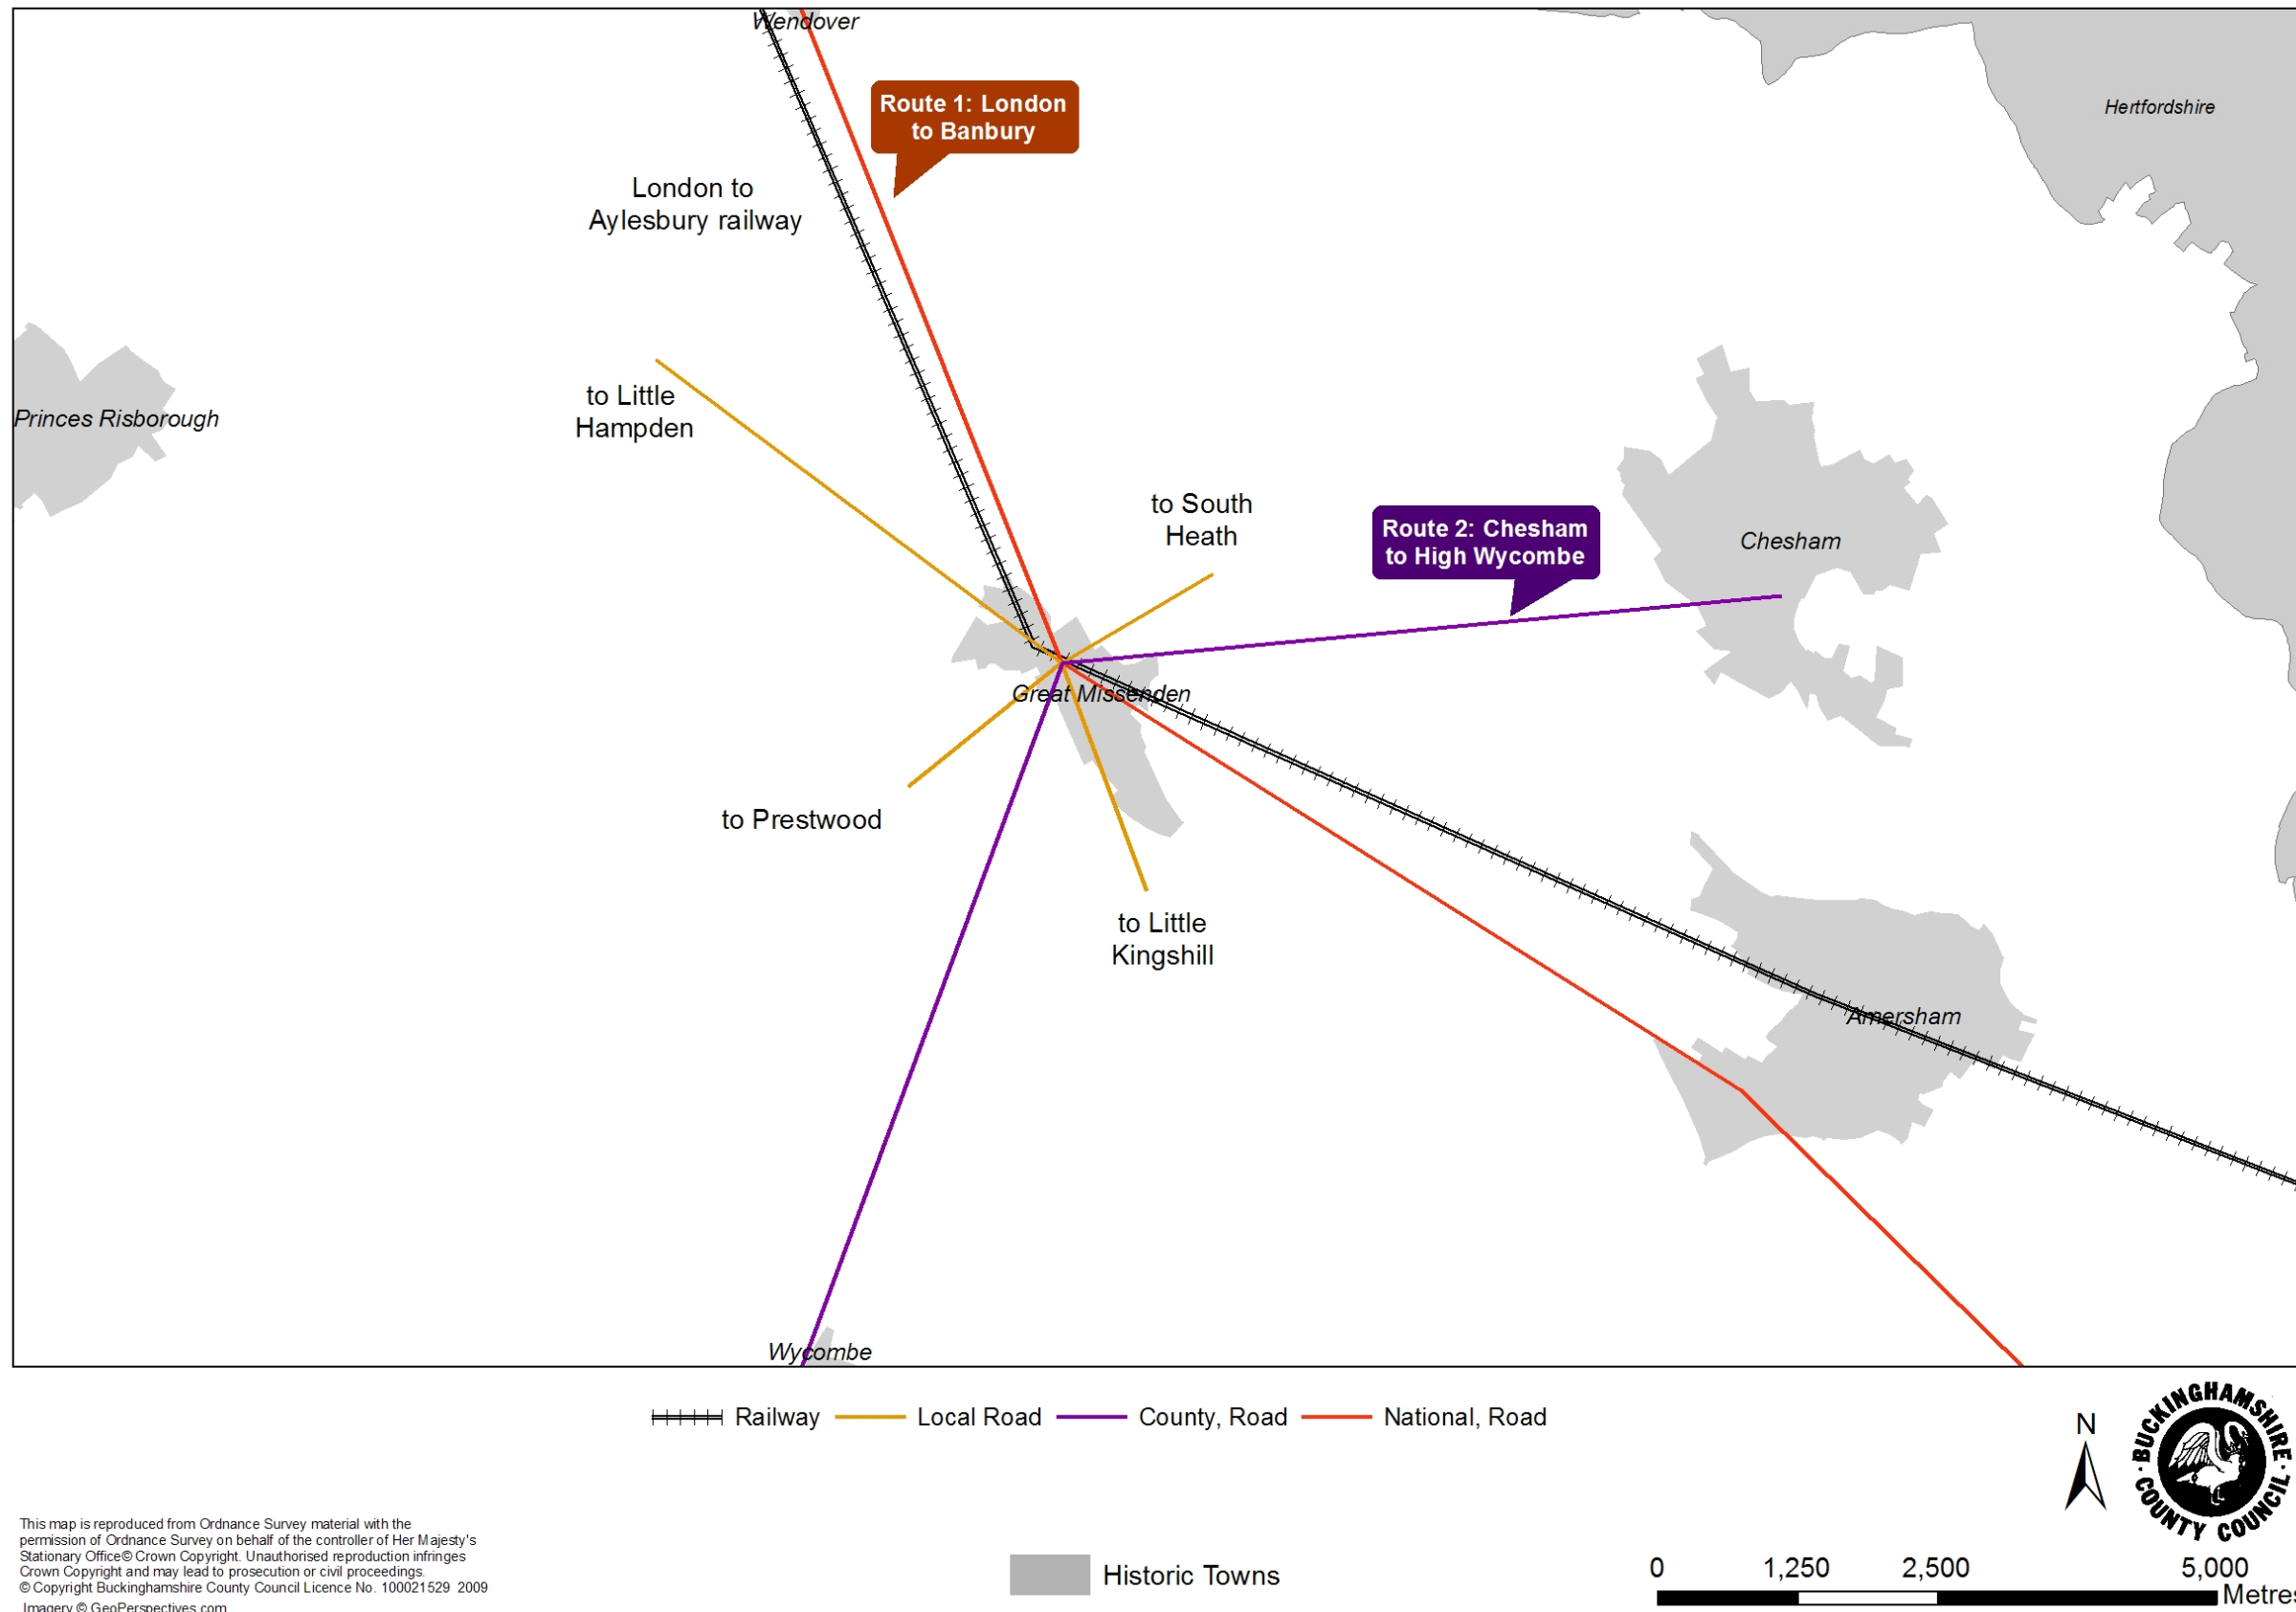 Wendover
Route 1: London
to Banbury
Hertfordshire
London to
Aylesbury railway
to Little
Hampden
Princes Risborough
to South
Heath
Route 2: Chesham
to High Wycombe
Chesham
Great Missenden
to Prestwood
to Little
Kingshill
Amersham
Wycombe
Railway
Local Road
County, Road
National, Road
N
BUCKINGHAMSHIRE
COUNTY COUNCIL
This map is reproduced from Ordnance Survey material with the
permission of Ordnance Survey on behalf of the controller of Her Majesty's
Stationary Office© Crown Copyright. Unauthorised reproduction infringes
Crown Copyright and may lead to prosecution or civil proceedings.
© Copyright Buckinghamshire County Council Licence No. 100021529 2009
Imagery © GeoPerspectives.com
Historic Towns
0 1,250 2,500 5,000
Metres